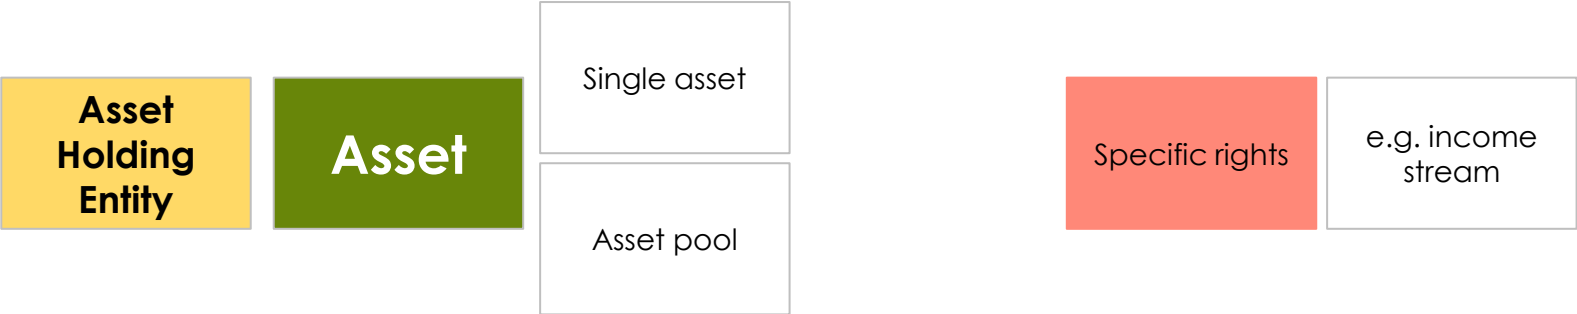 Asset
Holding
Entity
Asset
Single asset
Asset pool
Specific rights
e.g. income
stream